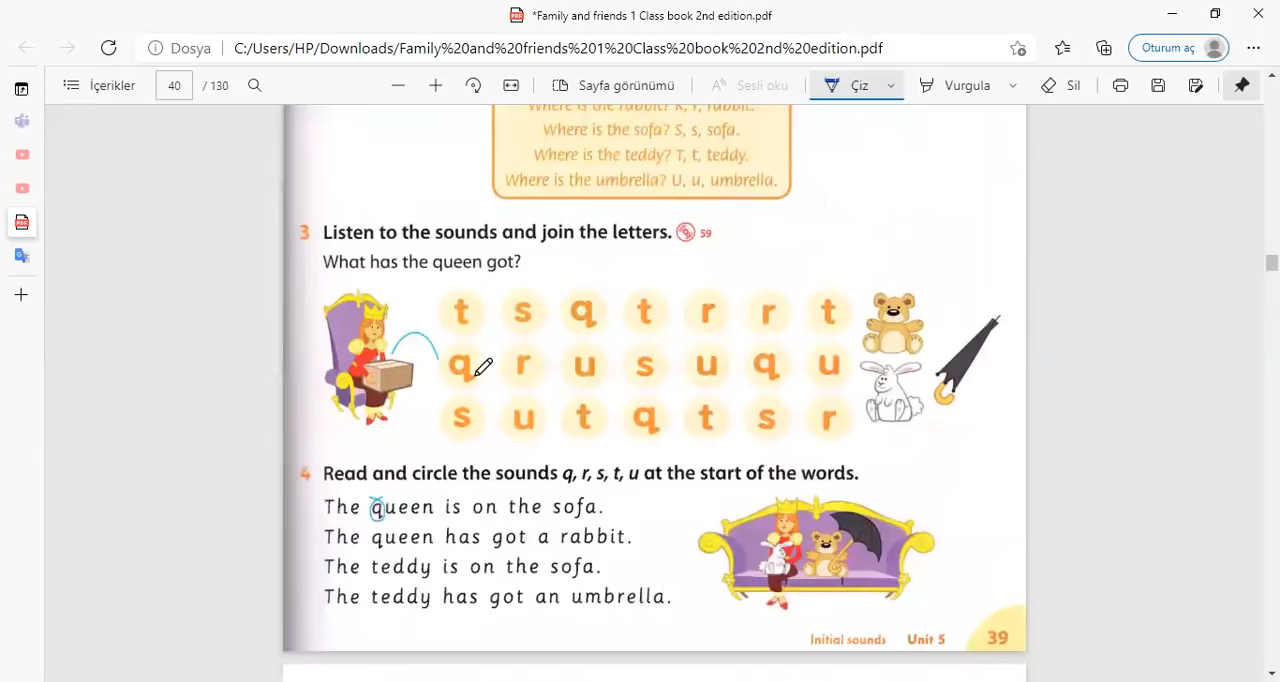 *Family and friends 1 Class book 2nd edition.pdf
Dosya C:/Users/HP/Downloads/Family%20and%20friends%201%20Class%20book%202nd%20edition.pdf Oturum aç
İçerikler 40 / 130 Sayfa görünümü Sesli oku Çiz Vurgula Sil
Where is the rabbit? R, r, rabbit.
Where is the sofa? S, s, sofa.
Where is the teddy? T, t, teddy.
Where is the umbrella? U, u, umbrella.
3 Listen to the sounds and join the letters. 59
What has the queen got?
t s q t r r t
q r u s u q u
s u t q t s r
4 Read and circle the sounds q, r, s, t, u at the start of the words.
The queen is on the sofa.
The queen has got a rabbit.
The teddy is on the sofa.
The teddy has got an umbrella.
Initial sounds Unit 5 39